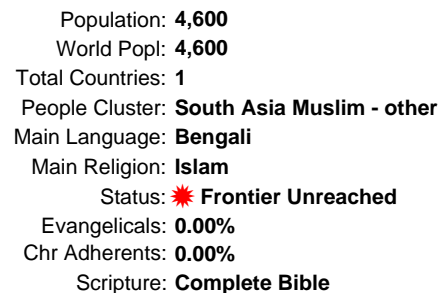 Population: 4,600
World Popl: 4,600
Total Countries: 1
People Cluster: South Asia Muslim - other
Main Language: Bengali
Main Religion: Islam
Status: Frontier Unreached
Evangelicals: 0.00%
Chr Adherents: 0.00%
Scripture: Complete Bible